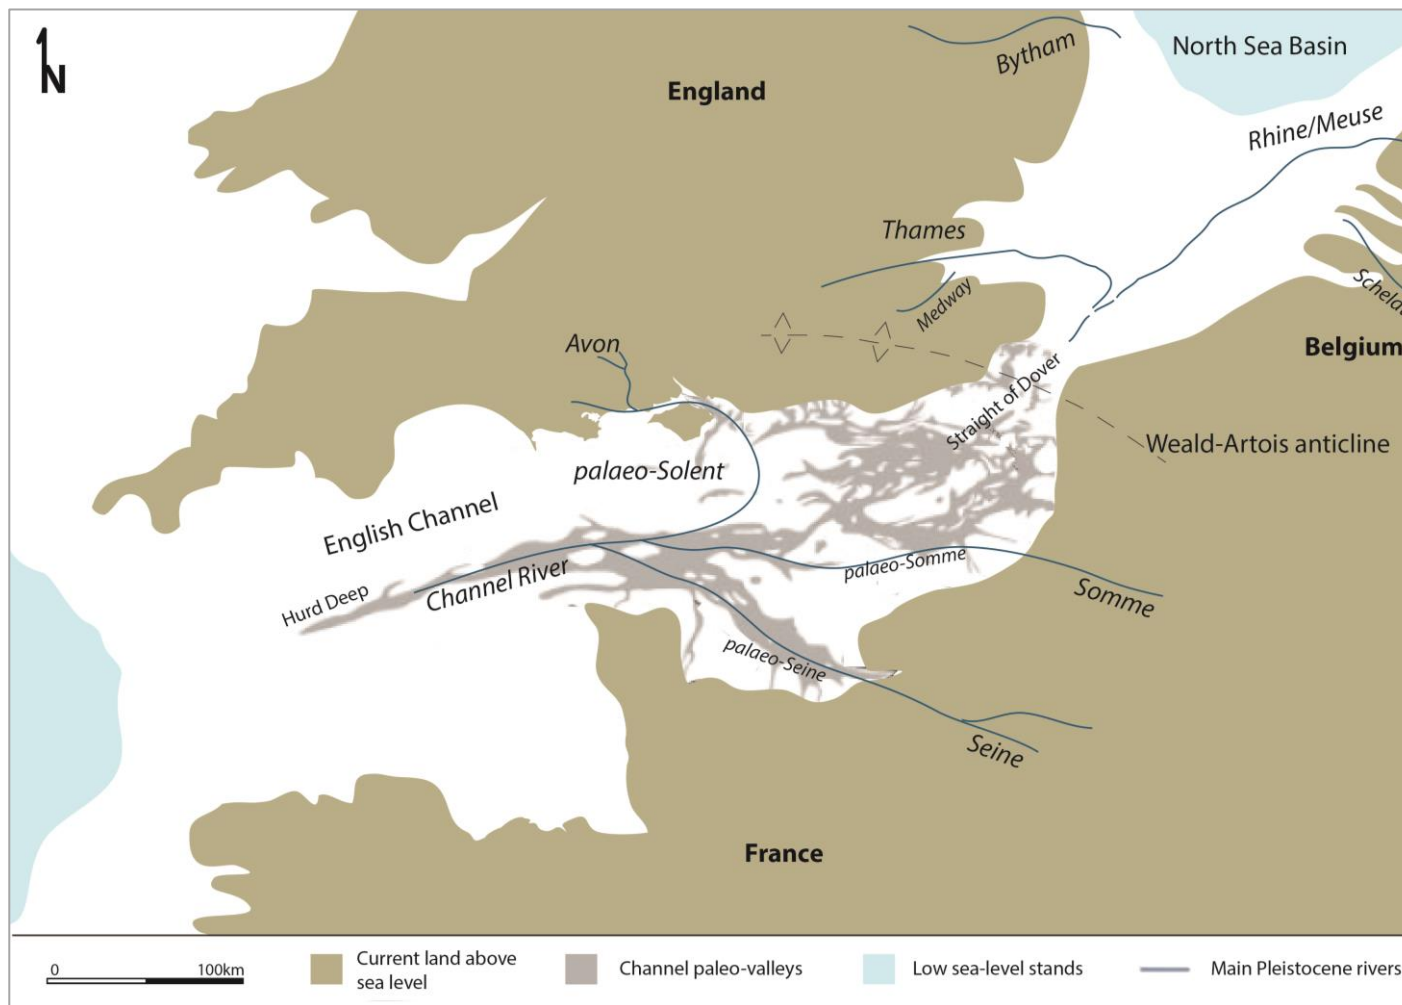 N
England
Bytham
North Sea Basin
Rhine/Meuse
Thames
Medway
Scheld
Belgium
Avon
Straight of Dover
Weald-Artois anticline
palaeo-Solent
English Channel
Channel River
Hurd Deep
palaeo-Somme
Somme
palaeo-Seine
Seine
France
0
100km
Current land above
sea level
Channel paleo-valleys
Low sea-level stands
Main Pleistocene rivers